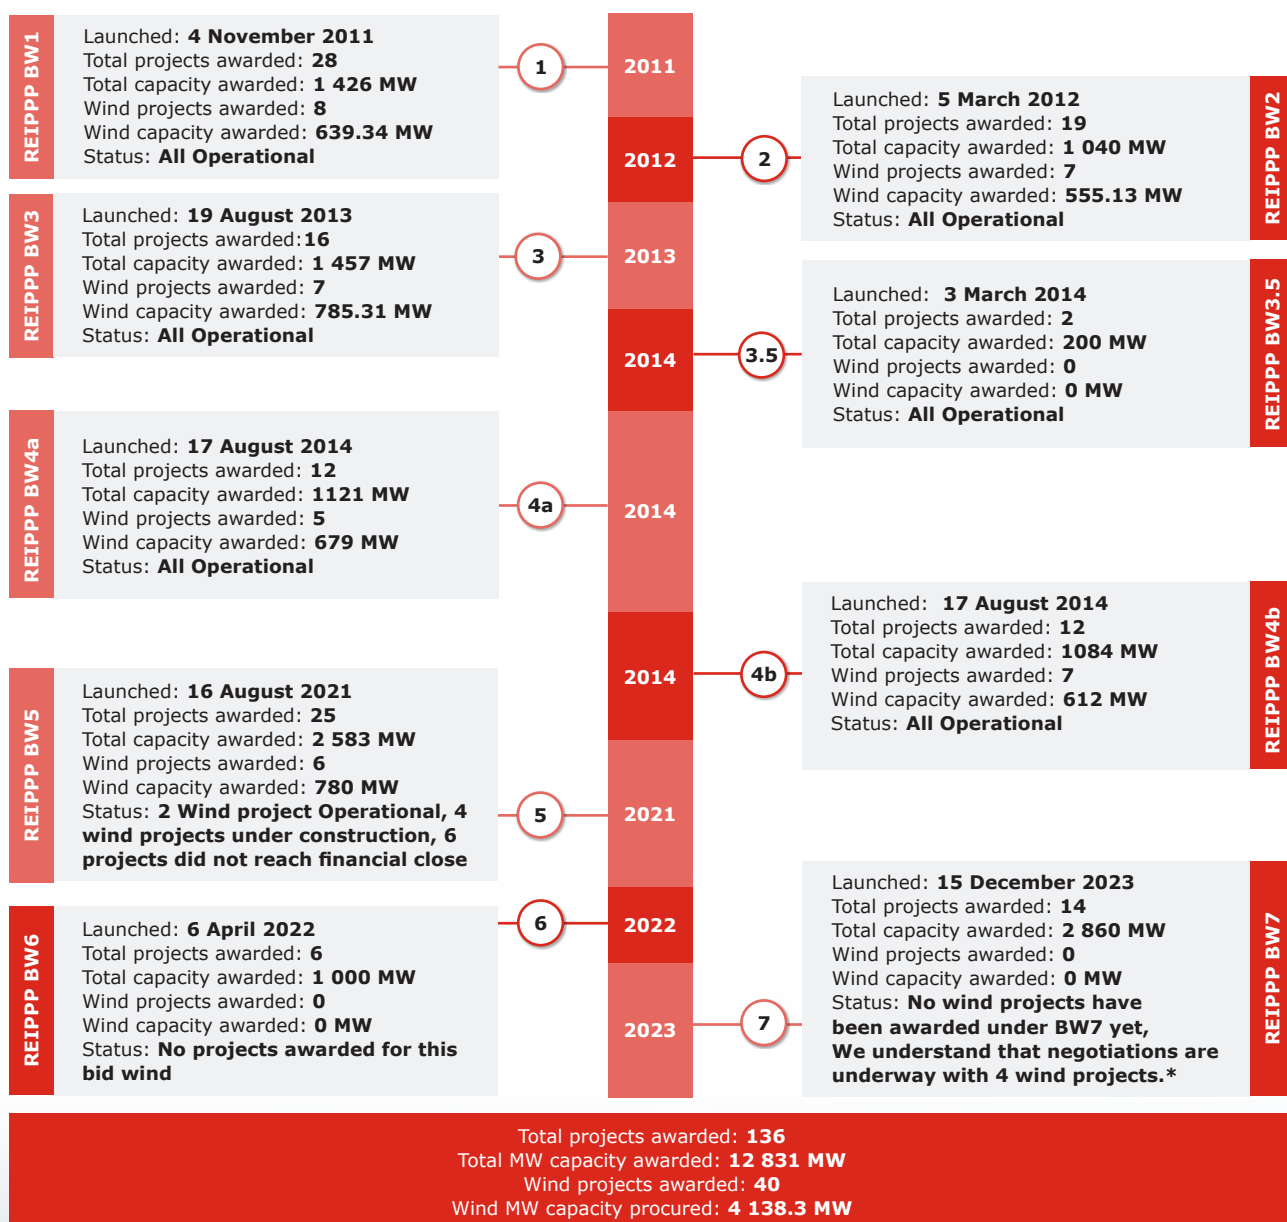 REIPPP BW1
Launched: 4 November 2011
Total projects awarded: 28
Total capacity awarded: 1 426 MW
Wind projects awarded: 8
Wind capacity awarded: 639.34 MW
Status: All Operational
1
2011
Launched: 5 March 2012
Total projects awarded: 19
Total capacity awarded: 1 040 MW
Wind projects awarded: 7
Wind capacity awarded: 555.13 MW
Status: All Operational
REIPPP BW2
2012
2
REIPPP BW3
Launched: 19 August 2013
Total projects awarded:16
Total capacity awarded: 1 457 MW
Wind projects awarded: 7
Wind capacity awarded: 785.31 MW
Status: All Operational
3
2013
Launched: 3 March 2014
Total projects awarded: 2
Total capacity awarded: 200 MW
Wind projects awarded: 0
Wind capacity awarded: 0 MW
Status: All Operational
REIPPP BW3.5
2014
3.5
REIPPP BW4a
Launched: 17 August 2014
Total projects awarded: 12
Total capacity awarded: 1121 MW
Wind projects awarded: 5
Wind capacity awarded: 679 MW
Status: All Operational
4a
2014
Launched: 17 August 2014
Total projects awarded: 12
Total capacity awarded: 1084 MW
Wind projects awarded: 7
Wind capacity awarded: 612 MW
Status: All Operational
REIPPP BW4b
2014
4b
REIPPP BW5
Launched: 16 August 2021
Total projects awarded: 25
Total capacity awarded: 2 583 MW
Wind projects awarded: 6
Wind capacity awarded: 780 MW
Status: 2 Wind project Operational, 4
wind projects under construction, 6
projects did not reach financial close
5
2021
REIPPP BW6
Launched: 6 April 2022
Total projects awarded: 6
Total capacity awarded: 1 000 MW
Wind projects awarded: 0
Wind capacity awarded: 0 MW
Status: No projects awarded for this
bid wind
6
2022
Launched: 15 December 2023
Total projects awarded: 14
Total capacity awarded: 2 860 MW
Wind projects awarded: 0
Wind capacity awarded: 0 MW
Status: No wind projects have
been awarded under BW7 yet,
We understand that negotiations are
underway with 4 wind projects.*
REIPPP BW7
2023
7
Total projects awarded: 136
Total MW capacity awarded: 12 831 MW
Wind projects awarded: 40
Wind MW capacity procured: 4 138.3 MW